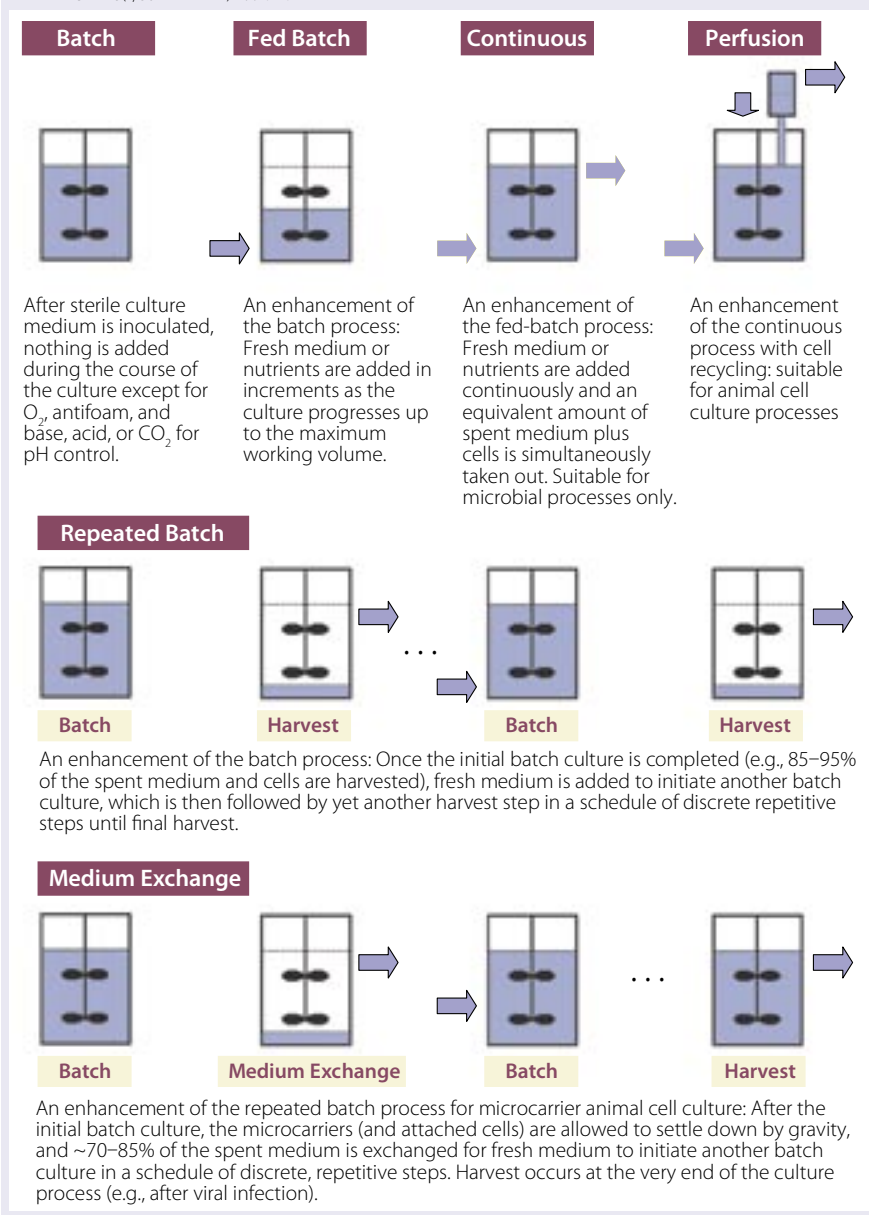 Batch
Fed Batch
Continuous
Perfusion
After sterile culture
medium is inoculated,
nothing is added
during the course of
the culture except for
O2, antifoam, and
base, acid, or CO2 for
pH control.
An enhancement of
the batch process:
Fresh medium or
nutrients are added in
increments as the
culture progresses up
to the maximum
working volume.
An enhancement of
the fed-batch process:
Fresh medium or
nutrients are added
continuously and an
equivalent amount of
spent medium plus
cells is simultaneously
taken out. Suitable for
microbial processes only.
An enhancement
of the continuous
process with cell
recycling: suitable
for animal cell
culture processes
Repeated Batch
. . .
Batch
Harvest
Batch
Harvest
An enhancement of the batch process: Once the initial batch culture is completed (e.g., 85–95%
of the spent medium and cells are harvested), fresh medium is added to initiate another batch
culture, which is then followed by yet another harvest step in a schedule of discrete repetitive
steps until final harvest.
Medium Exchange
. . .
Batch
Medium Exchange
Batch
Harvest
An enhancement of the repeated batch process for microcarrier animal cell culture: After the
initial batch culture, the microcarriers (and attached cells) are allowed to settle down by gravity,
and ~70–85% of the spent medium is exchanged for fresh medium to initiate another batch
culture in a schedule of discrete, repetitive steps. Harvest occurs at the very end of the culture
process (e.g., after viral infection).